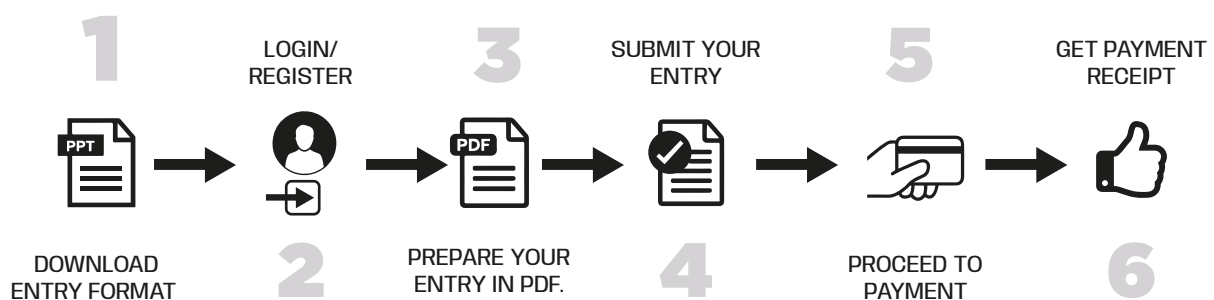 1
PPT
DOWNLOAD
ENTRY FORMAT
LOGIN/
REGISTER
2
3
PDF
PREPARE YOUR
ENTRY IN PDF.
SUBMIT YOUR
ENTRY
4
5
PROCEED TO
PAYMENT
GET PAYMENT
RECEIPT
6